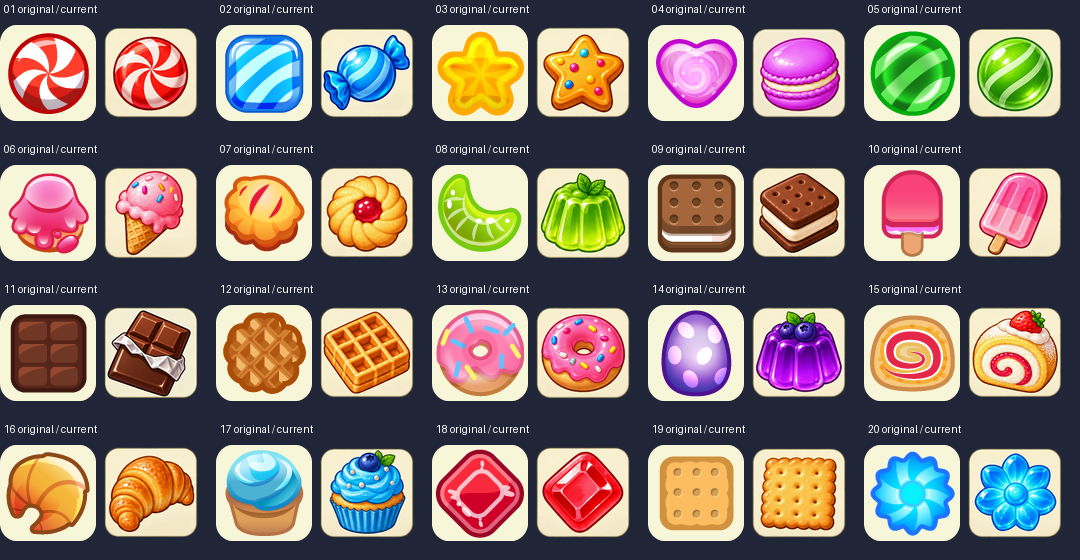 01 original / current
02 original / current
03 original / current
04 original / current
05 original / current
06 original / current
07 original / current
08 original / current
09 original / current
10 original / current
11 original / current
12 original / current
13 original / current
14 original / current
15 original / current
16 original / current
17 original / current
18 original / current
19 original / current
20 original / current